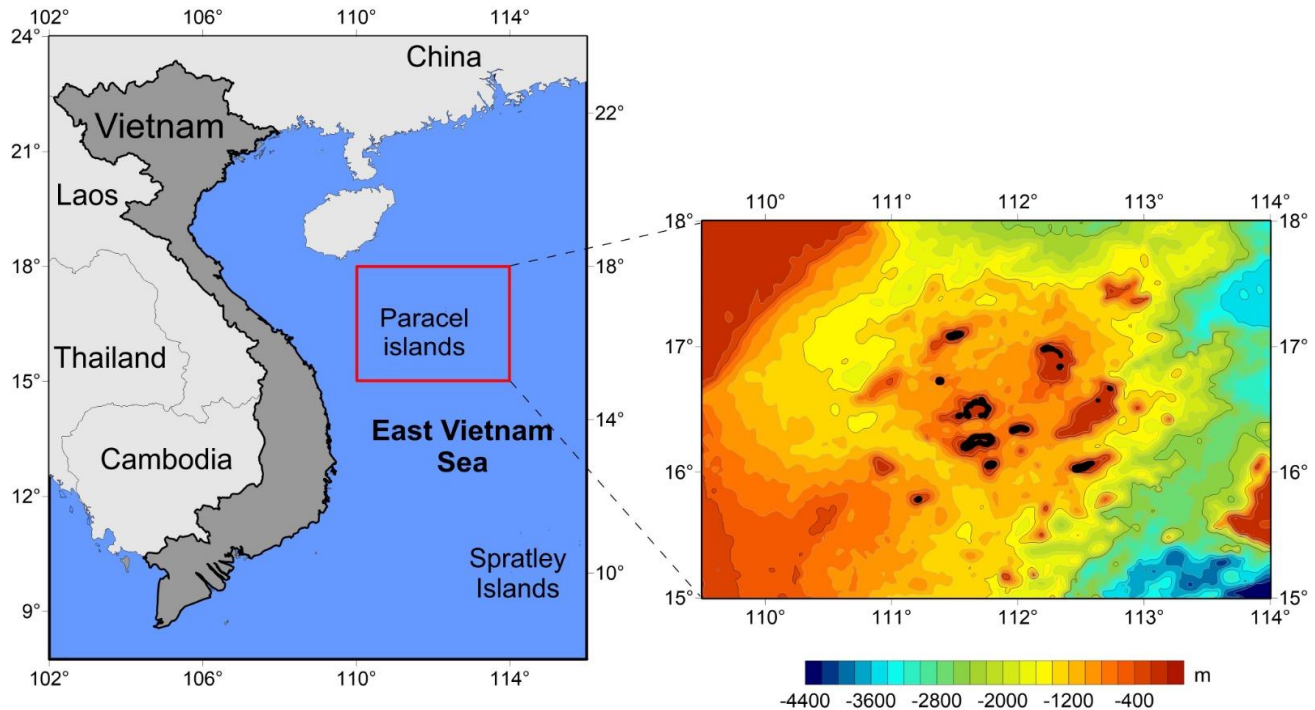 102° 106° 110° 114°
24°
China
22°
Vietnam
21°
Laos
18° 18°
Paracel
islands
Thailand
15°
14°
East Vietnam
Sea
Cambodia
12°
Spratley
Islands
10°
9°
102° 106° 110° 114°
110° 111° 112° 113° 114°
18° 18°
17° 17°
16° 16°
15° 15°
110° 111° 112° 113° 114°
m
-4400 -3600 -2800 -2000 -1200 -400